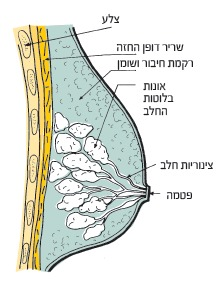 צלע
שריר דופן החזה
רקמת חיבור ושומן
אונות
בלוטות
החלב
צינוריות חלב
פטמה